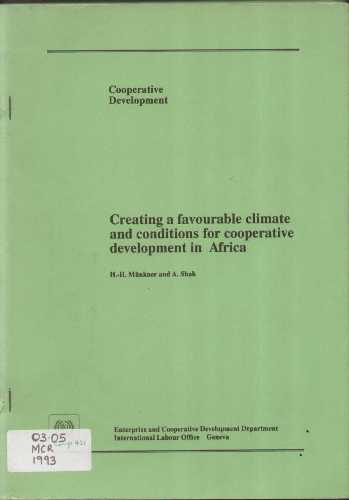 Cooperative
Development
Creating a favourable climate
and conditions for cooperative
development in Africa
H.-H. Münkner and A. Shah
Enterprise and Cooperative Development Department
International Labour Office Geneva
03.05
MCR
1993